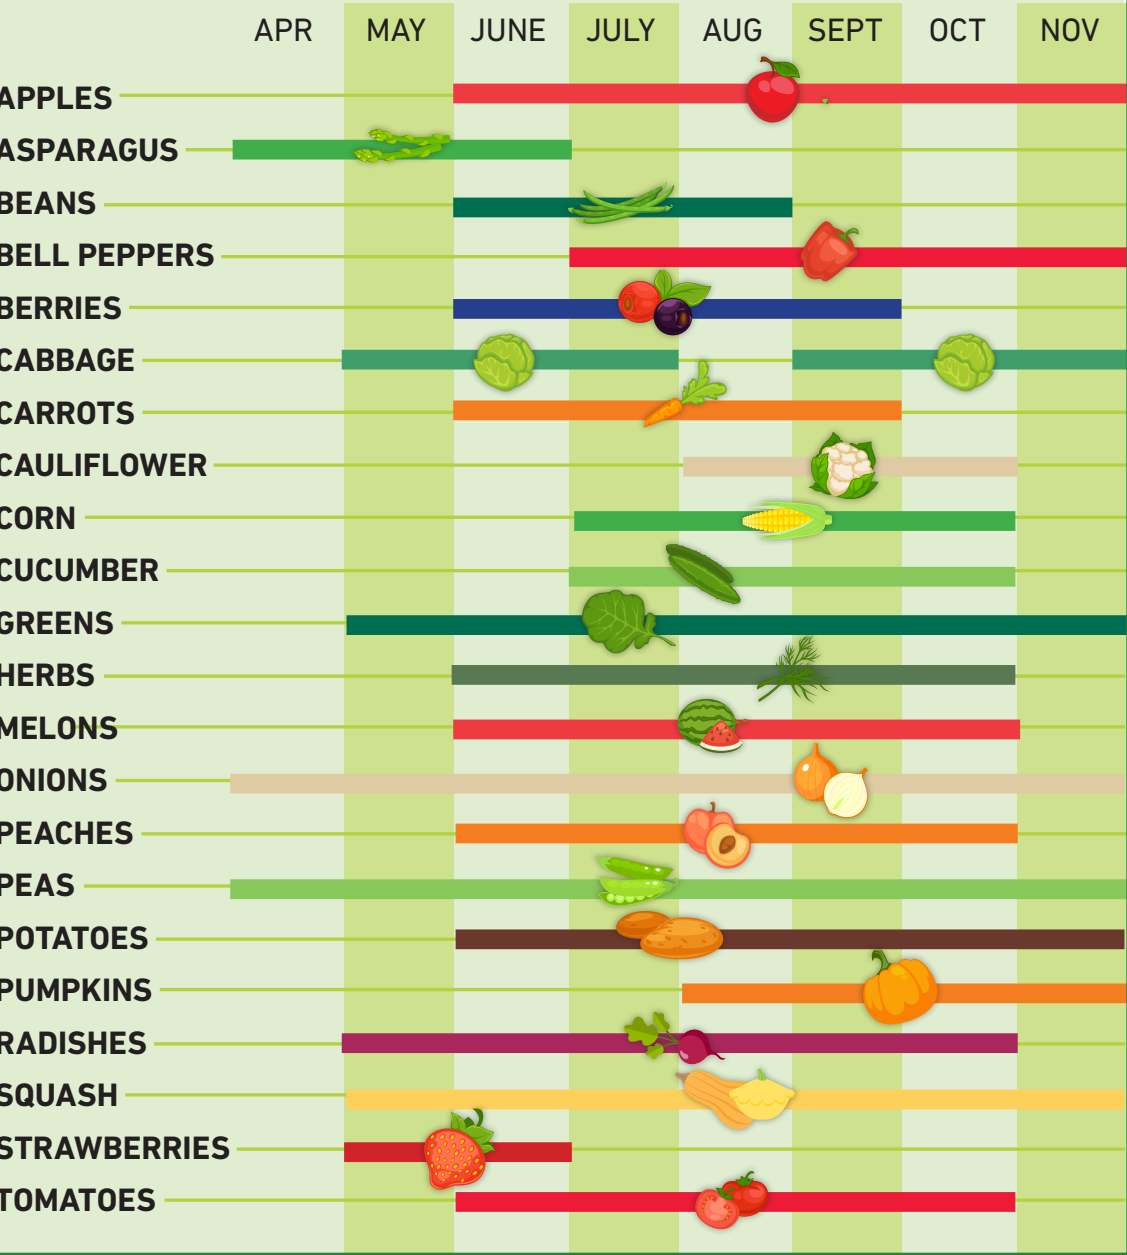 APR MAY JUNE JULY AUG SEPT OCT NOV
APPLES
ASPARAGUS
BEANS
BELL PEPPERS
BERRIES
CABBAGE
CARROTS
CAULIFLOWER
CORN
CUCUMBER
GREENS
HERBS
MELONS
ONIONS
PEACHES
PEAS
POTATOES
PUMPKINS
RADISHES
SQUASH
STRAWBERRIES
TOMATOES